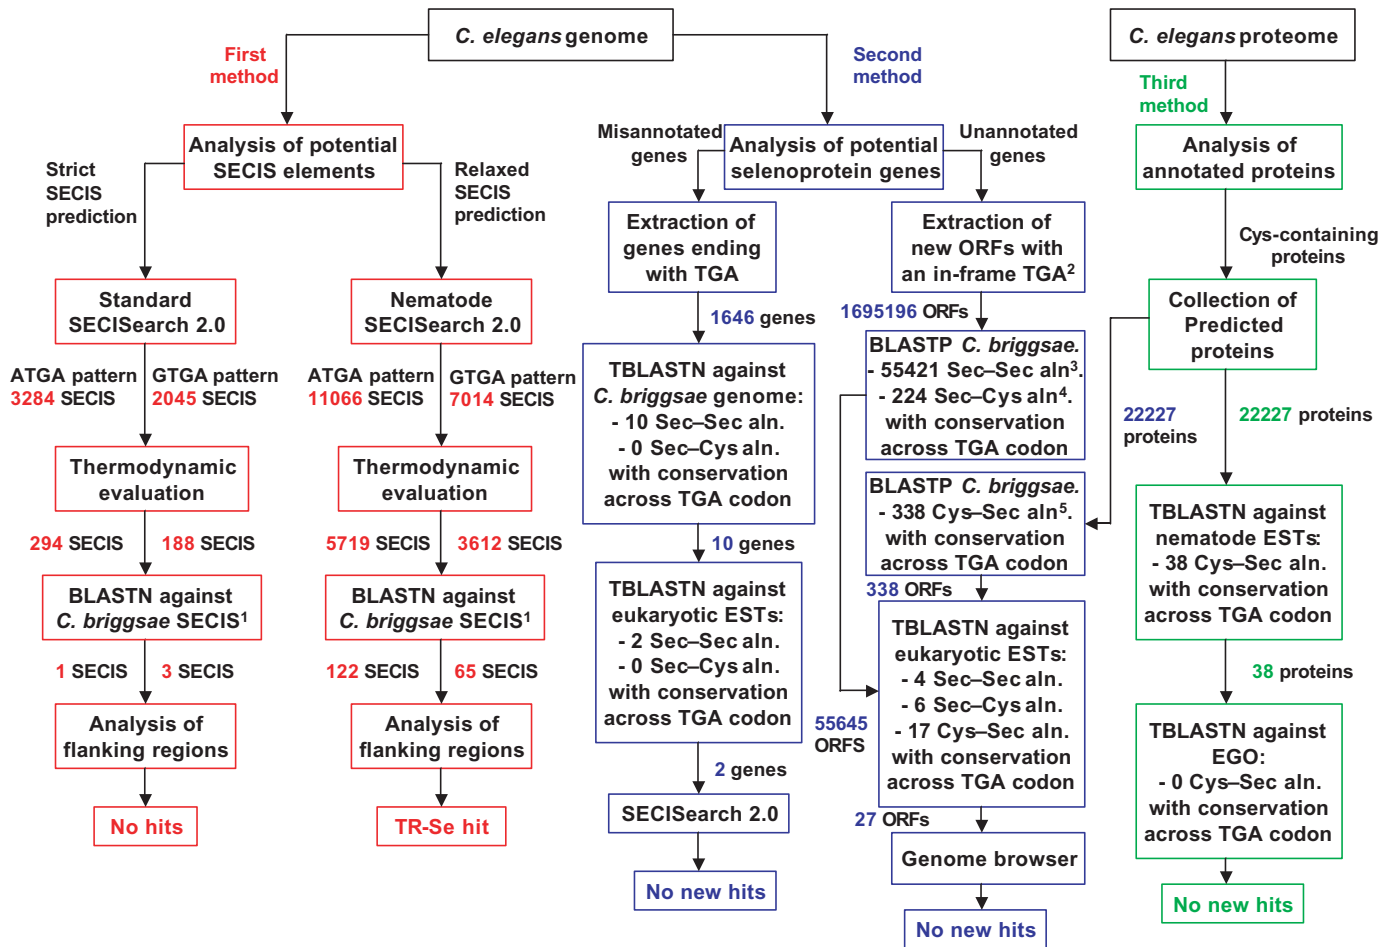 C. elegans genome
First
method
Second
method
Analysis of potential
SECIS elements
Strict
SECIS
prediction
Relaxed
SECIS
prediction
Standard
SECISearch 2.0
Nematode
SECISearch 2.0
ATGA pattern
3284 SECIS
GTGA pattern
2045 SECIS
ATGA pattern
11066 SECIS
GTGA pattern
7014 SECIS
Thermodynamic
evaluation
Thermodynamic
evaluation
294 SECIS
188 SECIS
5719 SECIS
3612 SECIS
BLASTN against
C. briggsae SECIS¹
BLASTN against
C. briggsae SECIS¹
1 SECIS
3 SECIS
122 SECIS
65 SECIS
Analysis of
flanking regions
Analysis of
flanking regions
No hits
TR-Se hit
Misannotated
genes
Analysis of potential
selenoprotein genes
Unannotated
genes
Extraction of
genes ending
with TGA
1646 genes
TBLASTN against
C. briggsae genome:
- 10 Sec–Sec aln.
- 0 Sec–Cys aln.
with conservation
across TGA codon
10 genes
TBLASTN against
eukaryotic ESTs:
- 2 Sec–Sec aln.
- 0 Sec–Cys aln.
with conservation
across TGA codon
2 genes
SECISearch 2.0
No new hits
Extraction of
new ORFs with
an in-frame TGA²
1695196 ORFs
BLASTP C. briggsae.
- 55421 Sec–Sec aln³.
- 224 Sec–Cys aln⁴.
with conservation
across TGA codon
BLASTP C. briggsae.
- 338 Cys–Sec aln⁵.
with conservation
across TGA codon
338 ORFs
55645
ORFS
TBLASTN against
eukaryotic ESTs:
- 4 Sec–Sec aln.
- 6 Sec–Cys aln.
- 17 Cys–Sec aln.
with conservation
across TGA codon
27 ORFs
Genome browser
No new hits
C. elegans proteome
Third
method
Analysis of
annotated proteins
Cys-containing
proteins
Collection of
Predicted
proteins
22227
proteins
22227 proteins
TBLASTN against
nematode ESTs:
- 38 Cys–Sec aln.
with conservation
across TGA codon
38 proteins
TBLASTN against
EGO:
- 0 Cys–Sec aln.
with conservation
across TGA codon
No new hits